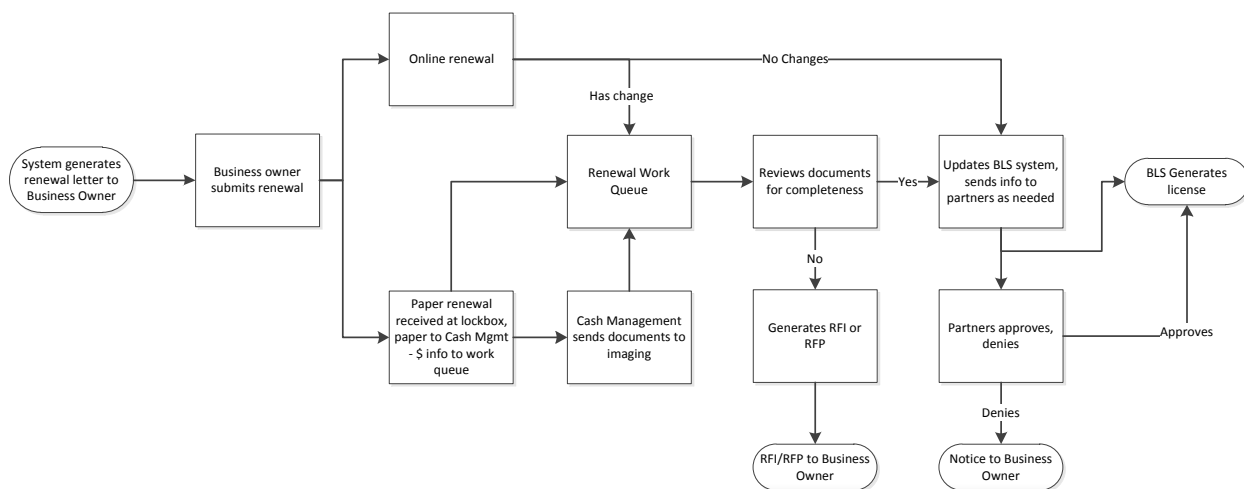 Online renewal
No Changes
Has change
System generates
renewal letter to
Business Owner
Business owner
submits renewal
Renewal Work
Queue
Reviews documents
for completeness
Yes
Updates BLS system,
sends info to
partners as needed
BLS Generates
license
No
Paper renewal
received at lockbox,
paper to Cash Mgmt
- $ info to work
queue
Cash Management
sends documents to
imaging
Generates RFI or
RFP
Partners approves,
denies
Approves
Denies
RFI/RFP to Business
Owner
Notice to Business
Owner